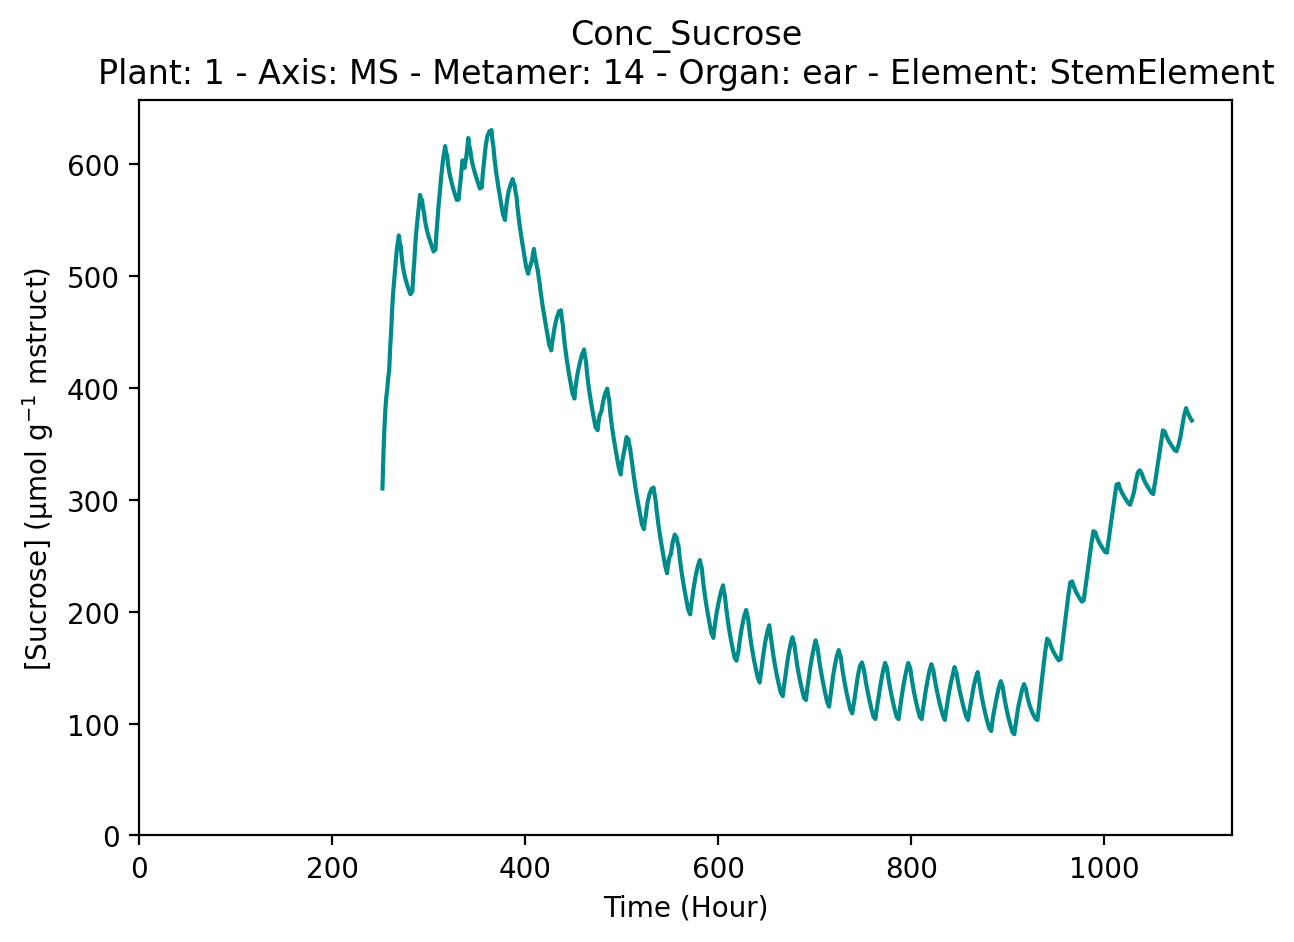 Conc_Sucrose
Plant: 1 - Axis: MS - Metamer: 14 - Organ: ear - Element: StemElement
[Sucrose] (µmol g⁻¹ mstruct)
600
500
400
300
200
100
0
0 200 400 600 800 1000
Time (Hour)